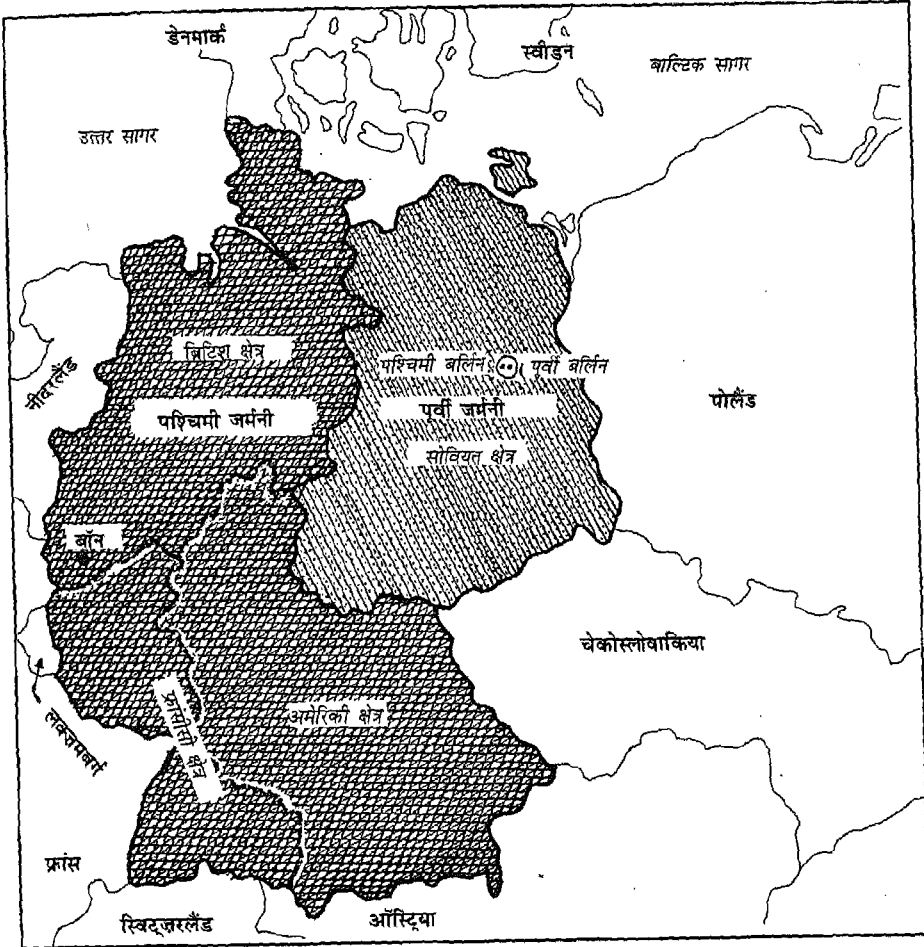 डेनमार्क
स्वीडन
बाल्टिक सागर
उत्तर सागर
ब्रिटिश क्षेत्र
पश्चिमी बर्लिन
पूर्वी बर्लिन
नीदरलैंड
पश्चिमी जर्मनी
पूर्वी जर्मनी
पोलैंड
सोवियत क्षेत्र
बॉन
चेकोस्लोवाकिया
लक्समबर्ग
फ्रांसीसी क्षेत्र
अमेरिकी क्षेत्र
फ्रांस
स्विट्ज़रलैंड
ऑस्ट्रिया